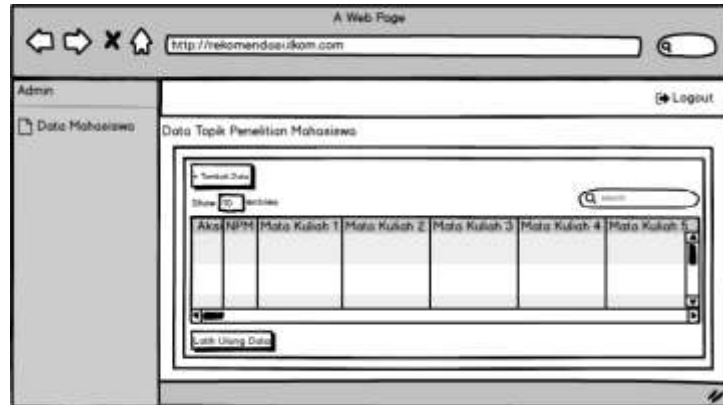 A Web Page
http://rekomendasi.ilkom.com
Admin
Logout
Data Mahasiswa
Data Topik Penelitian Mahasiswa
+ Tambah Data
Show 10 entries
search
Aksi NPM Mata Kuliah 1 Mata Kuliah 2 Mata Kuliah 3 Mata Kuliah 4 Mata Kuliah 5
Latih Ulang Data